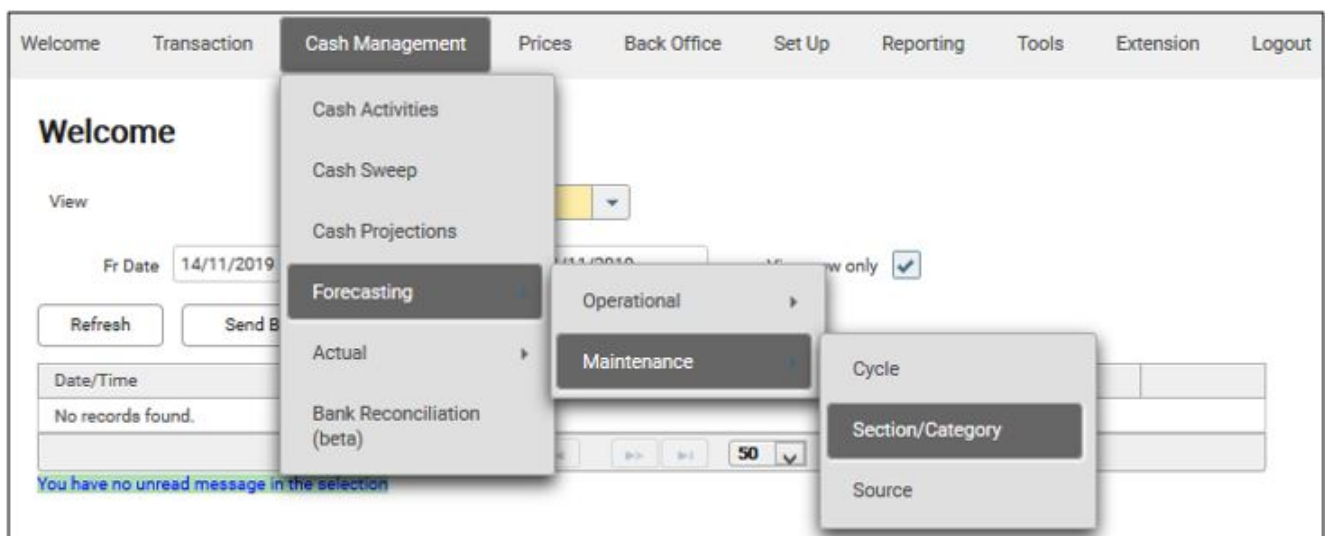 Welcome Transaction Cash Management Prices Back Office Set Up Reporting Tools Extension Logout
Cash Activities
Welcome
Cash Sweep
View
Cash Projections
Fr Date 14/11/2019 only
Forecasting
Operational
Refresh Send B
Actual
Maintenance
Cycle
Date/Time
No records found.
Bank Reconciliation
(beta)
Section/Category
50
You have no unread message in the selection
Source